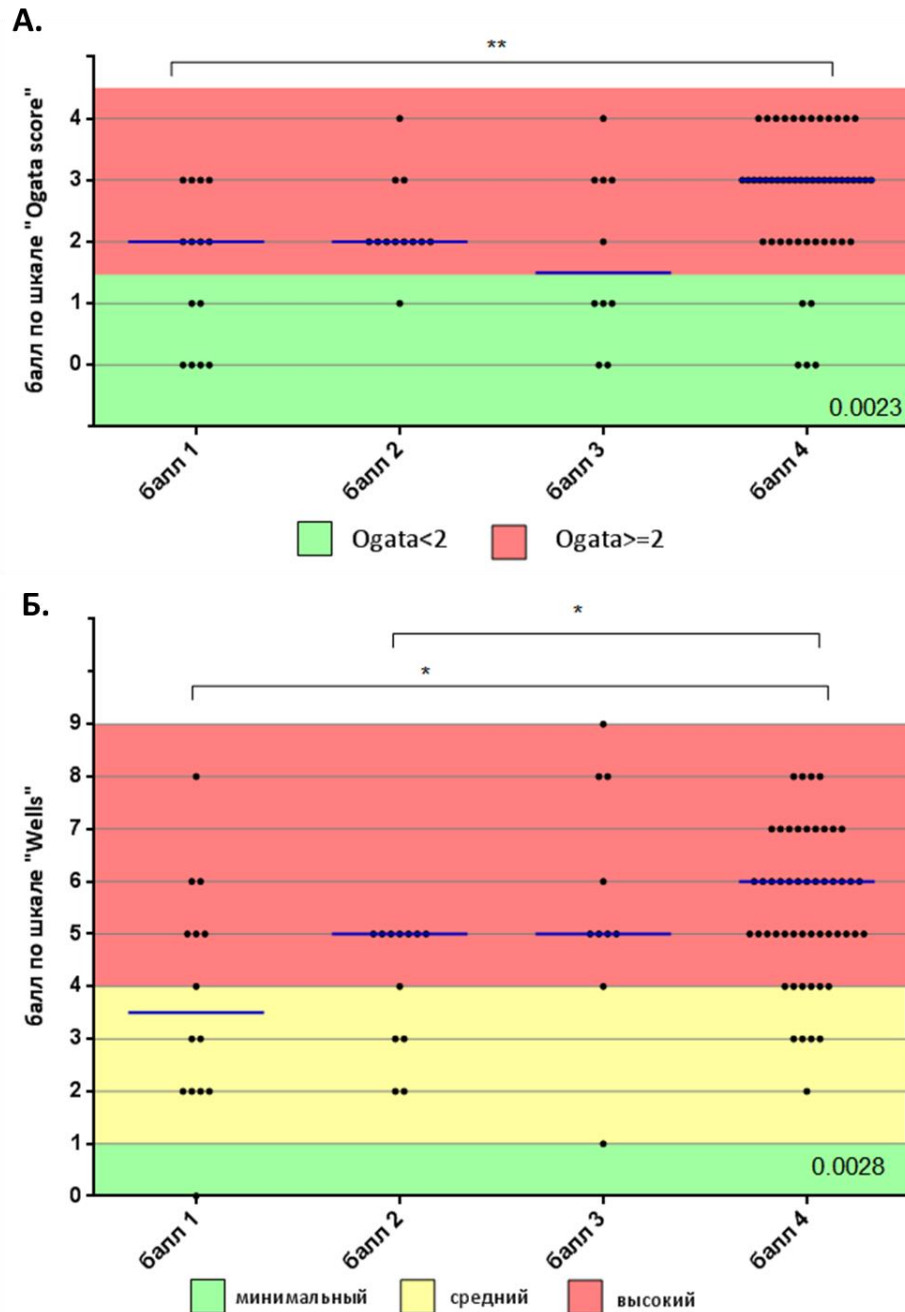 А.
**
балл по шкале "Ogata score"
4
3
2
1
0
0.0023
балл 1
балл 2
балл 3
балл 4
Ogata<2
Ogata>=2
Б.
*
*
балл по шкале "Wells"
9
8
7
6
5
4
3
2
1
0
0.0028
балл 1
балл 2
балл 3
балл 4
минимальный
средний
высокий